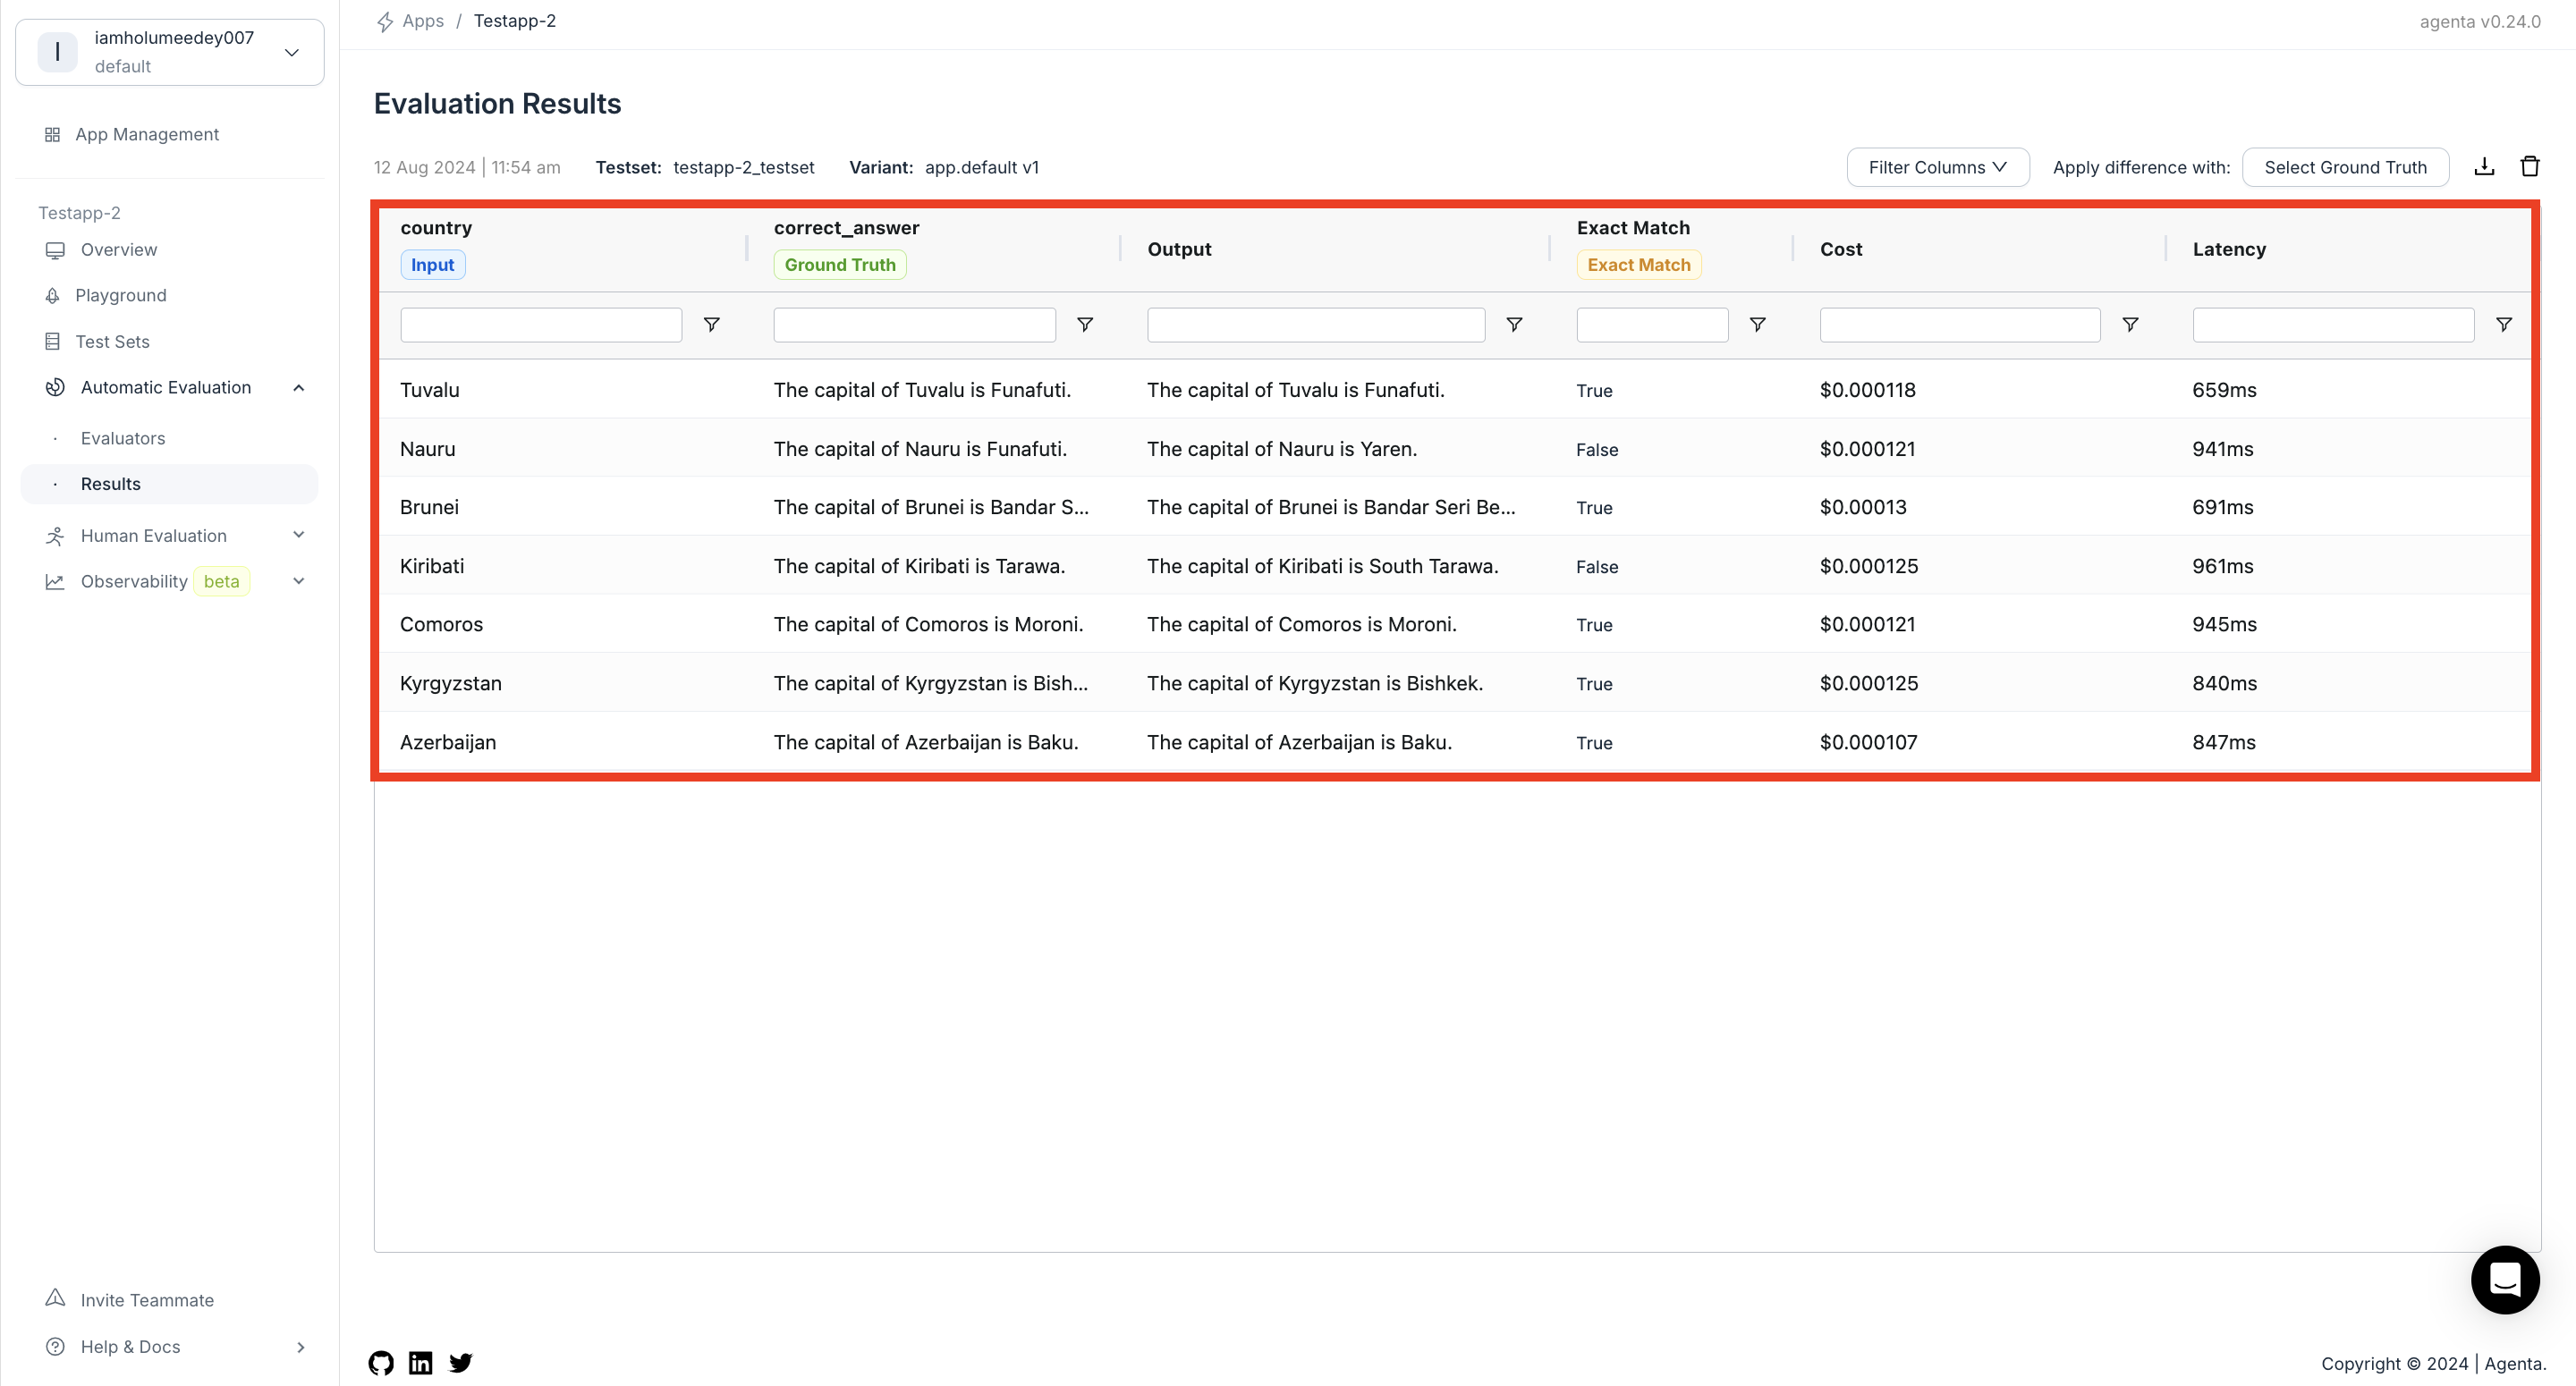 I
iamholumeedey007
default
App Management
Testapp-2
Overview
Playground
Test Sets
Automatic Evaluation
· Evaluators
· Results
Human Evaluation
Observability beta
Invite Teammate
Help & Docs
Apps / Testapp-2
agenta v0.24.0
Evaluation Results
12 Aug 2024 | 11:54 am Testset: testapp-2_testset Variant: app.default v1
Filter Columns Apply difference with: Select Ground Truth
country correct_answer Output Exact Match Cost Latency
Input Ground Truth Exact Match
Tuvalu The capital of Tuvalu is Funafuti. The capital of Tuvalu is Funafuti. True $0.000118 659ms
Nauru The capital of Nauru is Funafuti. The capital of Nauru is Yaren. False $0.000121 941ms
Brunei The capital of Brunei is Bandar S... The capital of Brunei is Bandar Seri Be... True $0.00013 691ms
Kiribati The capital of Kiribati is Tarawa. The capital of Kiribati is South Tarawa. False $0.000125 961ms
Comoros The capital of Comoros is Moroni. The capital of Comoros is Moroni. True $0.000121 945ms
Kyrgyzstan The capital of Kyrgyzstan is Bish... The capital of Kyrgyzstan is Bishkek. True $0.000125 840ms
Azerbaijan The capital of Azerbaijan is Baku. The capital of Azerbaijan is Baku. True $0.000107 847ms
in
Copyright © 2024 | Agenta.